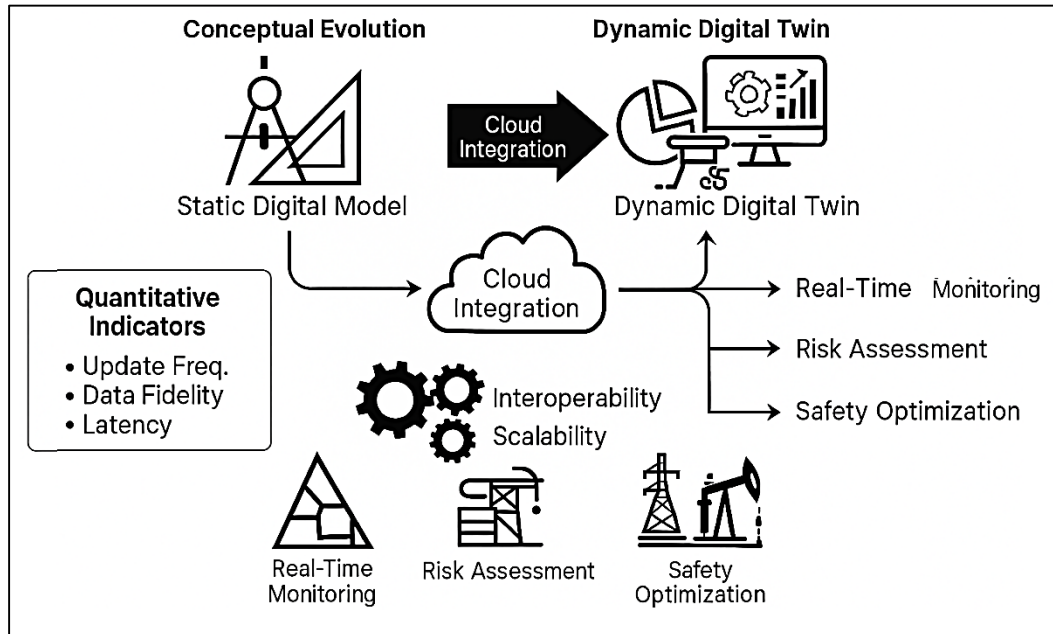 Conceptual Evolution
Dynamic Digital Twin
Cloud
Integration
Static Digital Model
Dynamic Digital Twin
Quantitative
Indicators
• Update Freq.
• Data Fidelity
• Latency
Cloud
Integration
Real-Time Monitoring
Risk Assessment
Safety Optimization
Interoperability
Scalability
Real-Time
Monitoring
Risk Assessment
Safety
Optimization